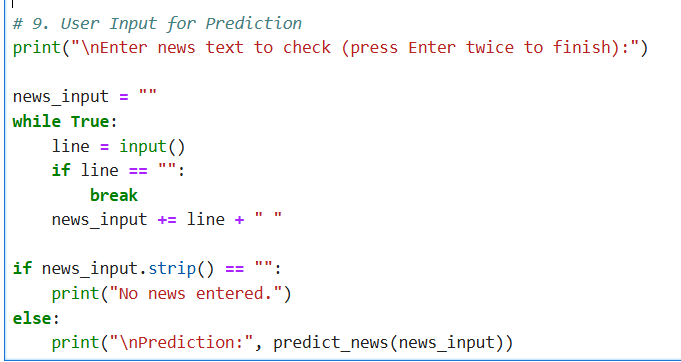 # 9. User Input for Prediction
print("\nEnter news text to check (press Enter twice to finish):")

news_input = ""
while True:
    line = input()
    if line == "":
        break
    news_input += line + " "

if news_input.strip() == "":
    print("No news entered.")
else:
    print("\nPrediction:", predict_news(news_input))